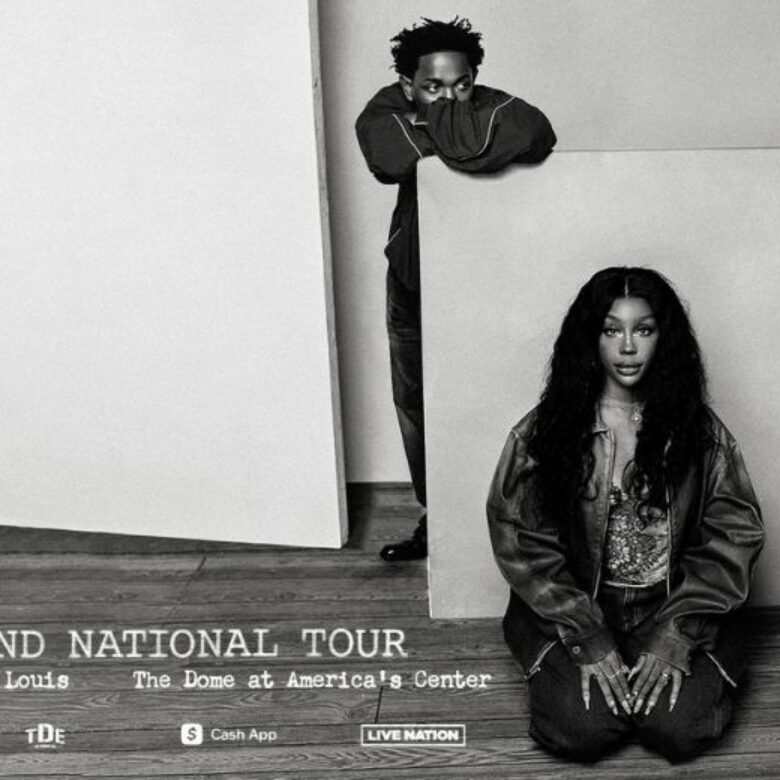 ND NATIONAL TOUR
Louis The Dome at America's Center
TDE Cash App LIVE NATION